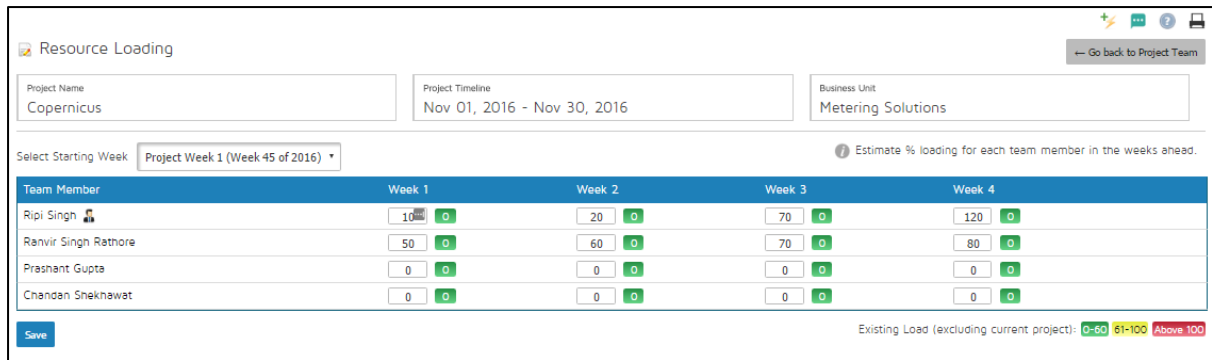 Resource Loading
← Go back to Project Team
Project Name
Copernicus
Project Timeline
Nov 01, 2016 - Nov 30, 2016
Business Unit
Metering Solutions
Select Starting Week Project Week 1 (Week 45 of 2016)
Estimate % loading for each team member in the weeks ahead.
Team Member Week 1 Week 2 Week 3 Week 4
Ripi Singh 10 0 20 0 70 0 120 0
Ranvir Singh Rathore 50 0 60 0 70 0 80 0
Prashant Gupta 0 0 0 0 0 0 0 0
Chandan Shekhawat 0 0 0 0 0 0 0 0
Save
Existing Load (excluding current project): 0-60 61-100 Above 100